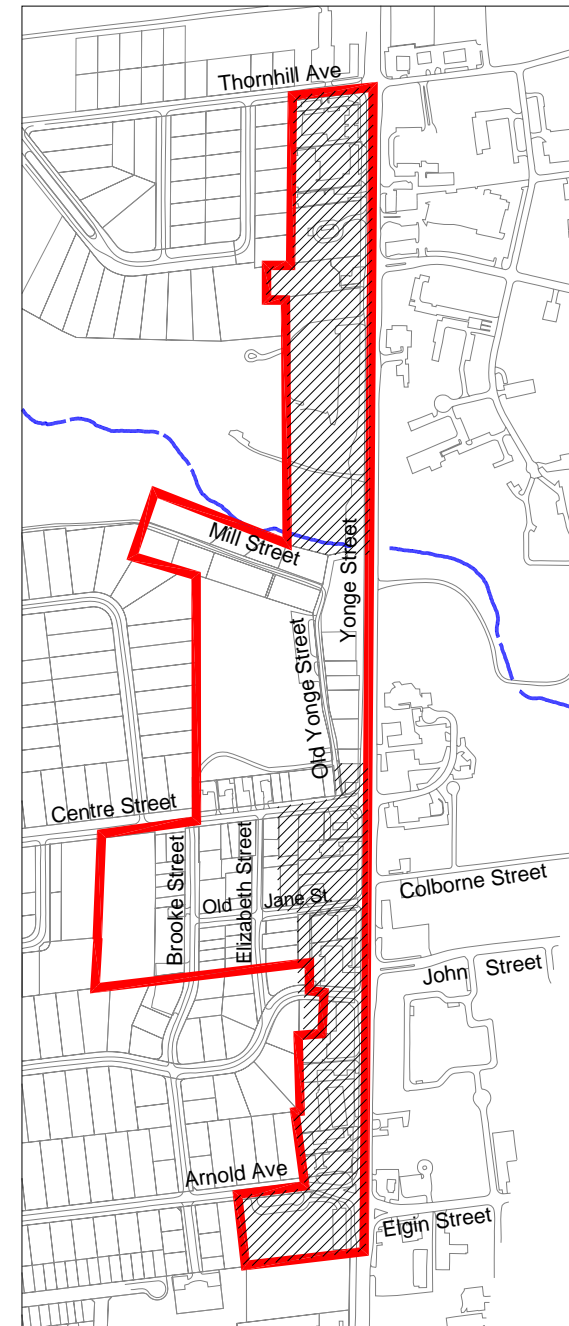 Thornhill Ave
Mill Street
Yonge Street
Old Yonge Street
Centre Street
Brooke Street
Elizabeth Street
Old Jane St.
Colborne Street
John Street
Arnold Ave
Elgin Street